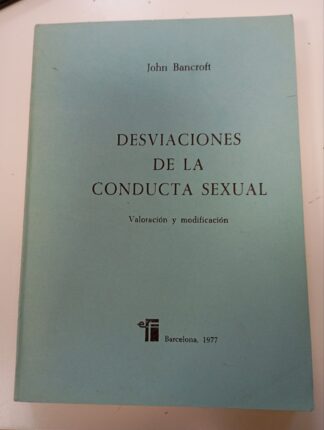 John Bancroft
DESVIACIONES
DE LA
CONDUCTA SEXUAL
Valoración y modificación
Barcelona, 1977